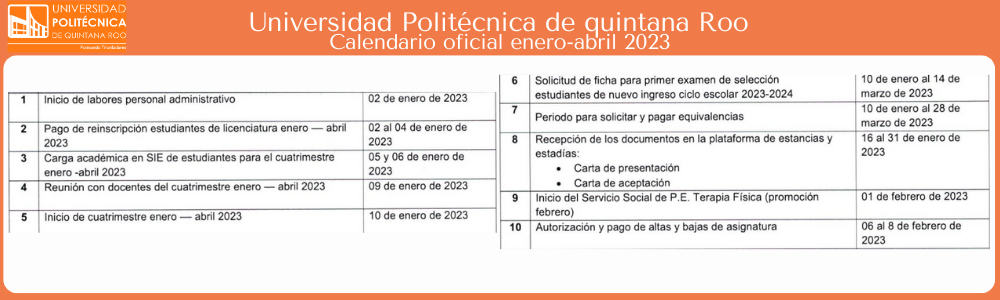 UNIVERSIDAD
POLITÉCNICA
DE QUINTANA ROO
Formando Triunfadores
Universidad Politécnica de quintana Roo
Calendario oficial enero-abril 2023
1 Inicio de labores personal administrativo 02 de enero de 2023
2 Pago de reinscripción estudiantes de licenciatura enero — abril 02 al 04 de enero de
2023 2023
3 Carga académica en SIE de estudiantes para el cuatrimestre 05 y 06 de enero de
enero -abril 2023 2023
4 Reunión con docentes del cuatrimestre enero — abril 2023 09 de enero de 2023
5 Inicio de cuatrimestre enero — abril 2023 10 de enero de 2023
6 Solicitud de ficha para primer examen de selección 10 de enero al 14 de
estudiantes de nuevo ingreso ciclo escolar 2023-2024 marzo de 2023
7 Periodo para solicitar y pagar equivalencias 10 de enero al 28 de
marzo de 2023
8 Recepción de los documentos en la plataforma de estancias y 16 al 31 de enero de
estadías: 2023
• Carta de presentación
• Carta de aceptación
9 Inicio del Servicio Social de P.E. Terapia Física (promoción 01 de febrero de 2023
febrero)
10 Autorización y pago de altas y bajas de asignatura 06 al 8 de febrero de
2023